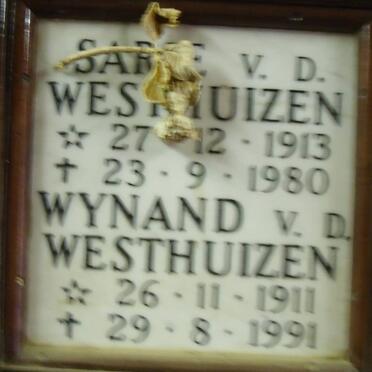 V. D.
WESTHUIZEN
☆ 27 · 12 · 1913
✝ 23 · 9 · 1980
WYNAND V. D.
WESTHUIZEN
☆ 26 · 11 · 1911
✝ 29 · 8 · 1991